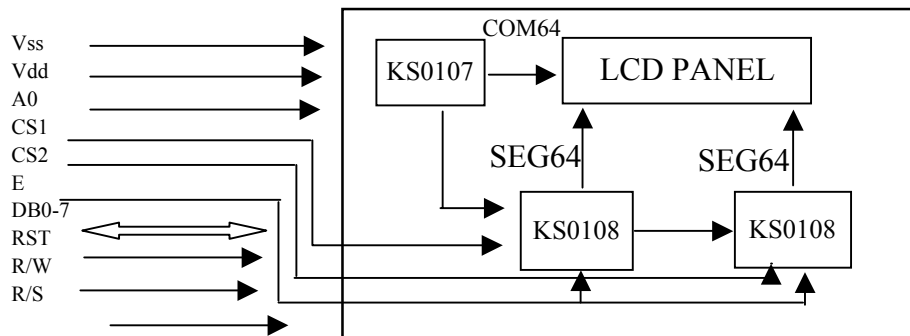 Vss
Vdd
A0
CS1
CS2
E
DB0-7
RST
R/W
R/S
COM64
KS0107
LCD PANEL
SEG64
SEG64
KS0108
KS0108